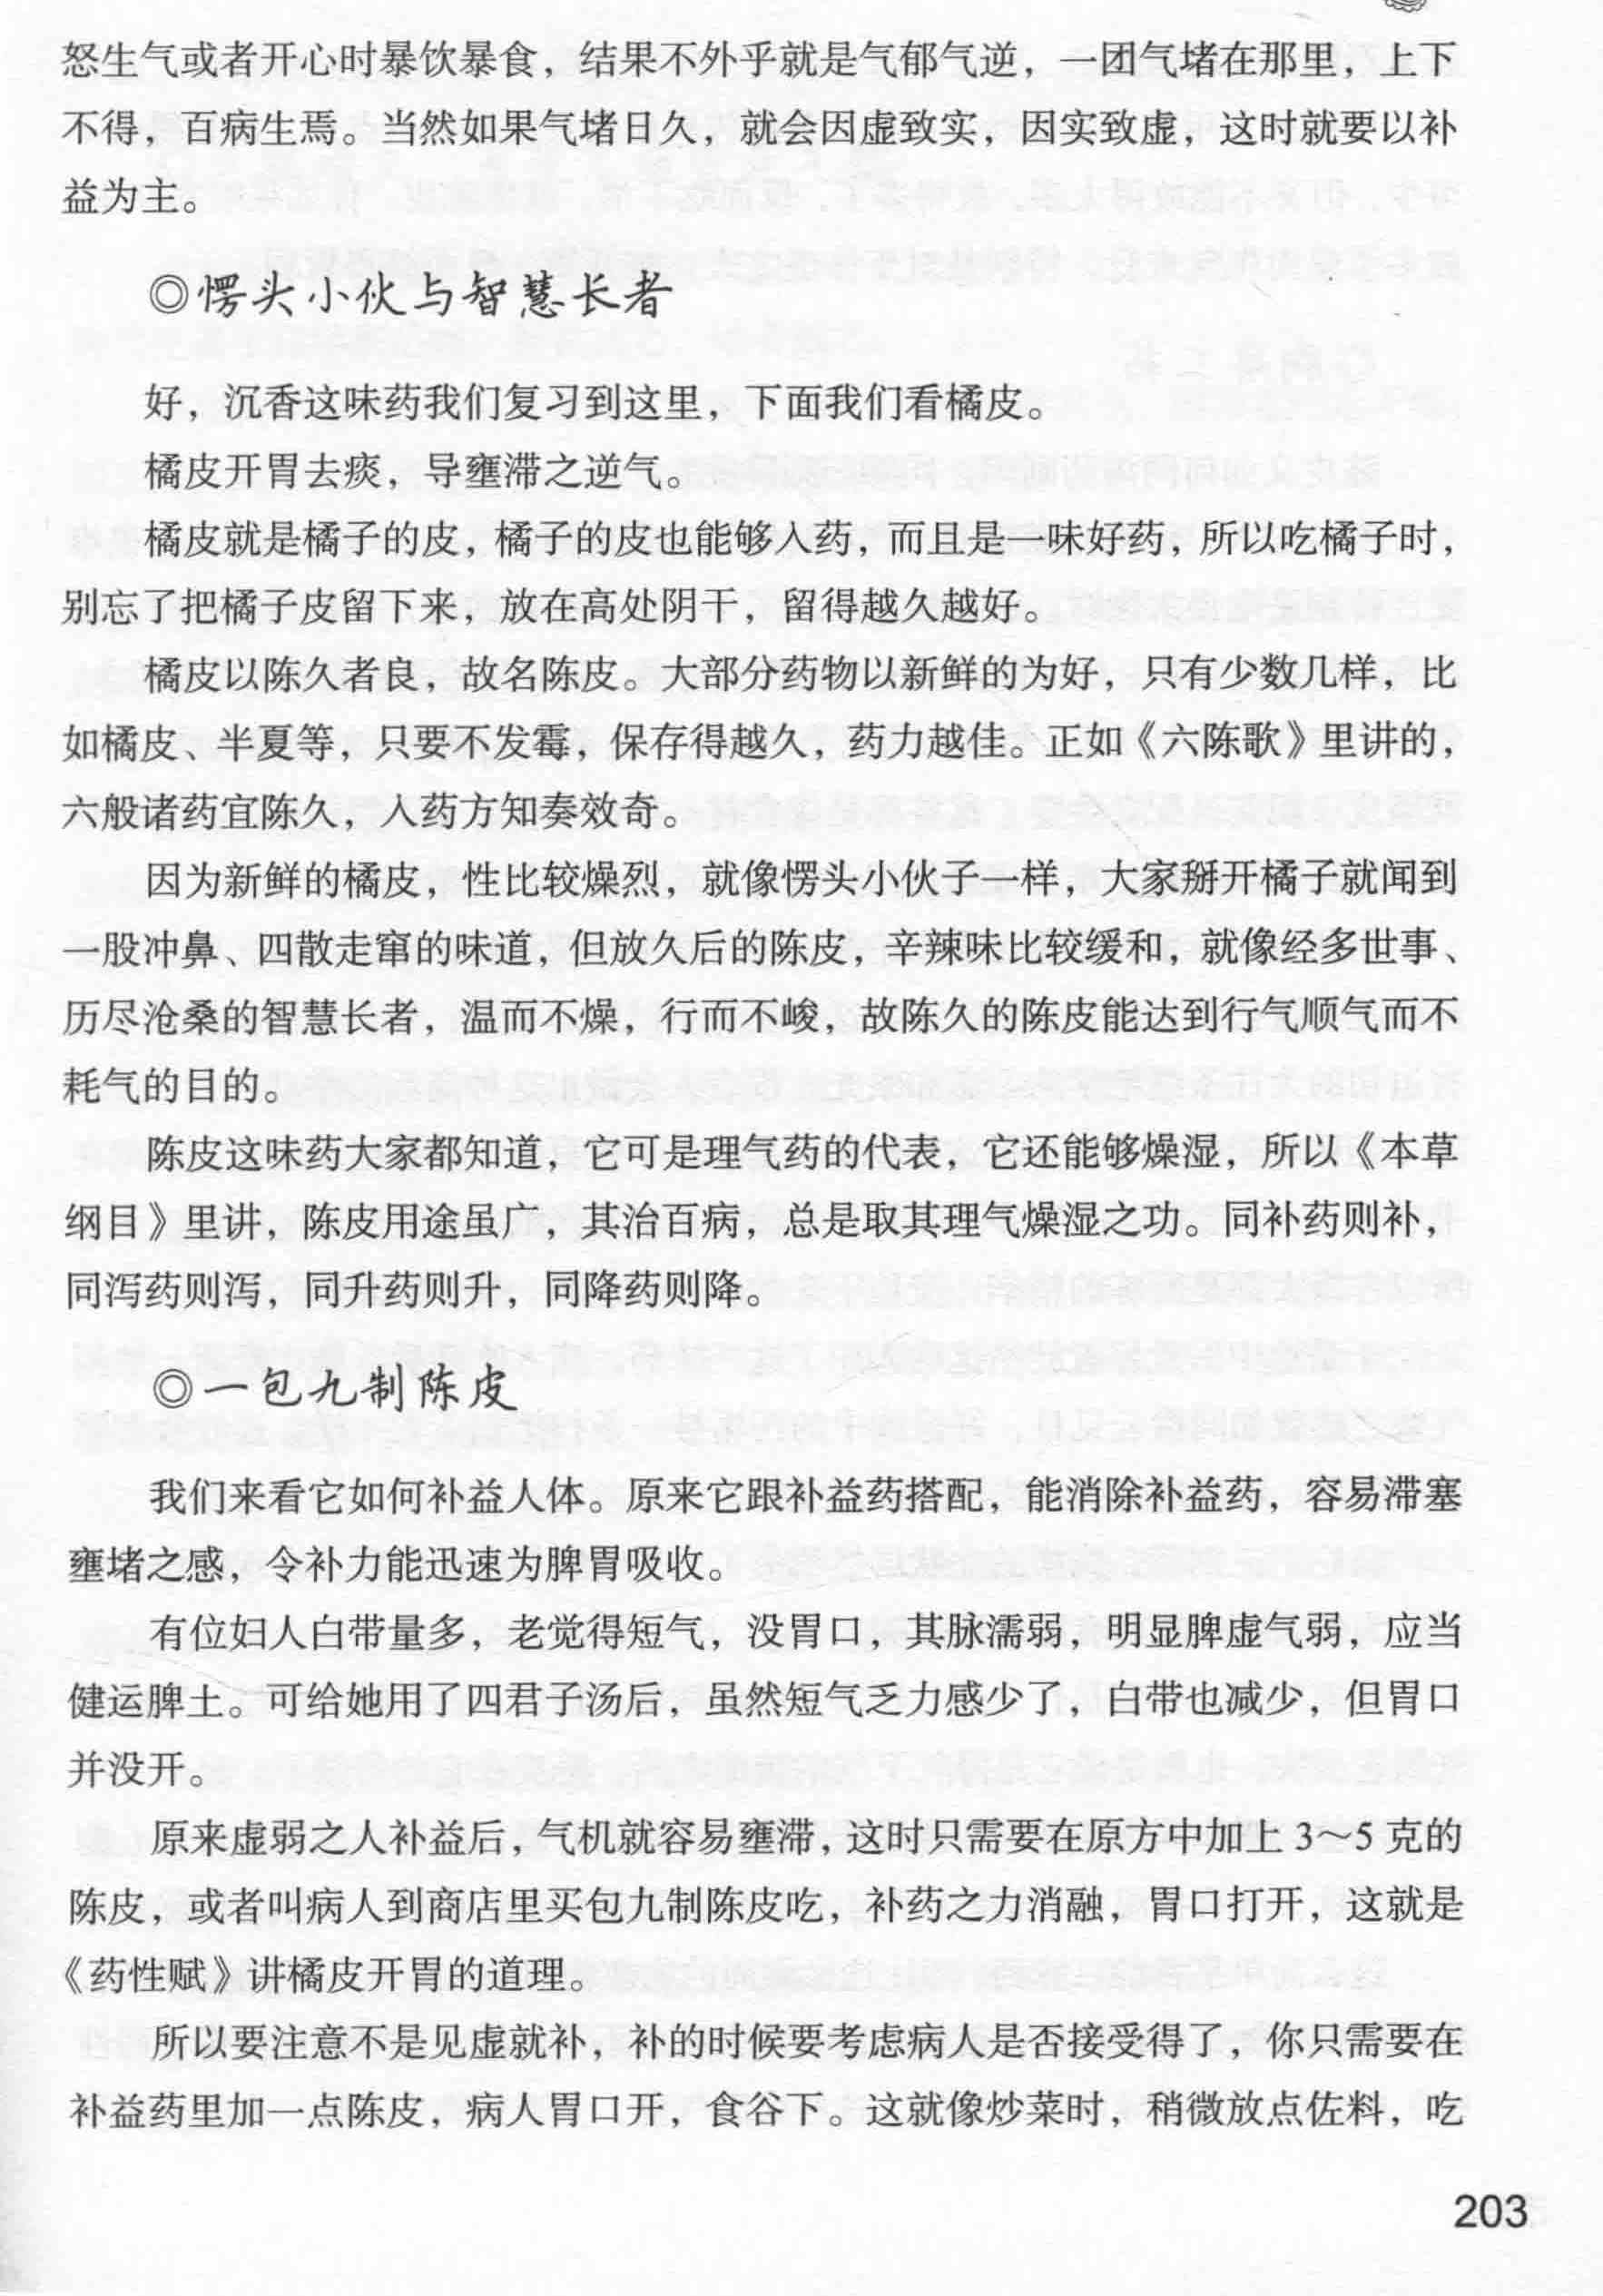 怒生气或者开心时暴饮暴食，结果不外乎就是气郁气逆，一团气堵在那里，上下
不得，百病生焉。当然如果气堵日久，就会因虚致实，因实致虚，这时就要以补
益为主。
◎愣头小伙与智慧长者
好，沉香这味药我们复习到这里，下面我们看橘皮。
橘皮开胃去痰，导壅滞之逆气。
橘皮就是橘子的皮，橘子的皮也能够入药，而且是一味好药，所以吃橘子时，
别忘了把橘子皮留下来，放在高处阴干，留得越久越好。
橘皮以陈久者良，故名陈皮。大部分药物以新鲜的为好，只有少数几样，比
如橘皮、半夏等，只要不发霉，保存得越久，药力越佳。正如《六陈歌》里讲的，
六般诸药宜陈久，入药方知奏效奇。
因为新鲜的橘皮，性比较燥烈，就像愣头小伙子一样，大家掰开橘子就闻到
一股冲鼻、四散走窜的味道，但放久后的陈皮，辛辣味比较缓和，就像经多世事、
历尽沧桑的智慧长者，温而不燥，行而不峻，故陈久的陈皮能达到行气顺气而不
耗气的目的。
陈皮这味药大家都知道，它可是理气药的代表，它还能够燥湿，所以《本草
纲目》里讲，陈皮用途虽广，其治百病，总是取其理气燥湿之功。同补药则补，
同泻药则泻，同升药则升，同降药则降。
◎一包九制陈皮
我们来看它如何补益人体。原来它跟补益药搭配，能消除补益药，容易滞塞
壅堵之感，令补力能迅速为脾胃吸收。
有位妇人白带量多，老觉得短气，没胃口，其脉濡弱，明显脾虚气弱，应当
健运脾土。可给她用了四君子汤后，虽然短气乏力感少了，白带也减少，但胃口
并没开。
原来虚弱之人补益后，气机就容易壅滞，这时只需要在原方中加上 3～5 克的
陈皮，或者叫病人到商店里买包九制陈皮吃，补药之力消融，胃口打开，这就是
《药性赋》讲橘皮开胃的道理。
所以要注意不是见虚就补，补的时候要考虑病人是否接受得了，你只需要在
补益药里加一点陈皮，病人胃口开，食谷下。这就像炒菜时，稍微放点佐料，吃
203